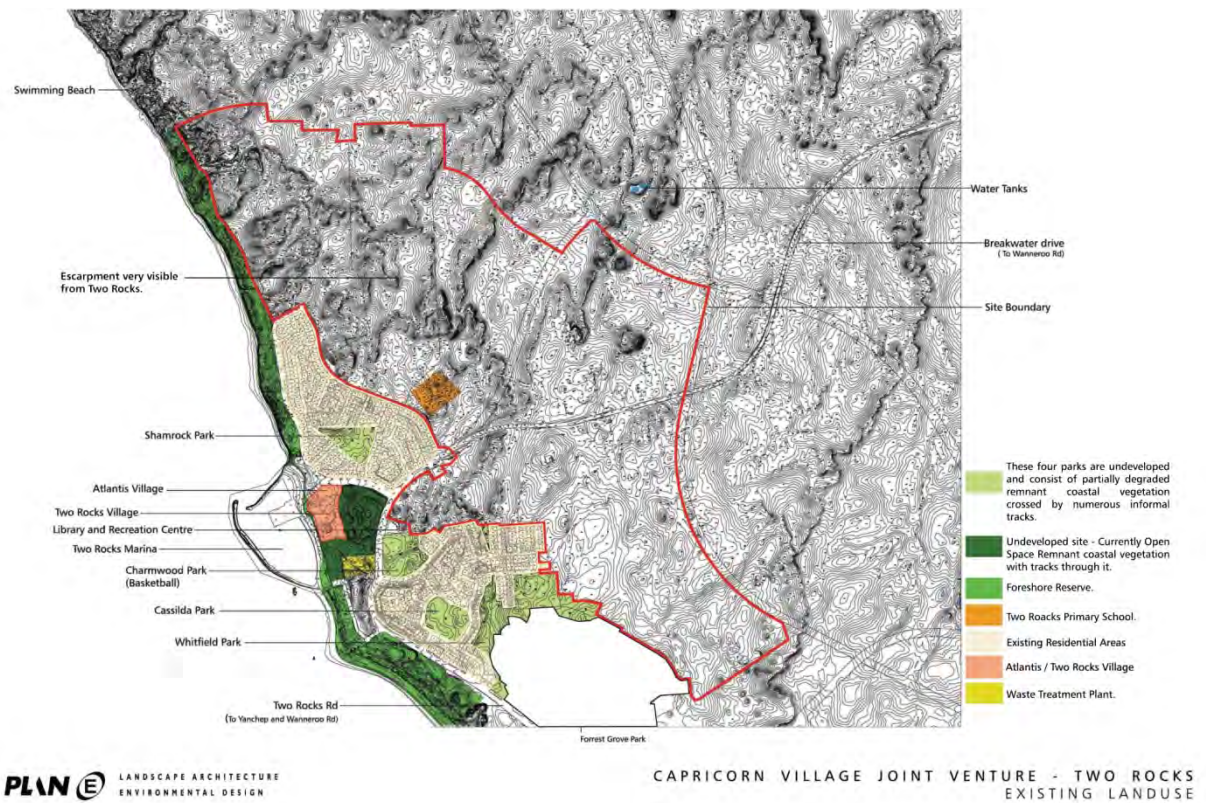 Swimming Beach
Water Tanks
Breakwater drive
( To Wanneroo Rd)
Escarpment very visible
from Two Rocks.
Site Boundary
Shamrock Park
Atlantis Village
Two Rocks Village
Library and Recreation Centre
Two Rocks Marina
Charmwood Park
(Basketball)
Cassilda Park
Whitfield Park
Two Rocks Rd
(To Yanchep and Wanneroo Rd)
Forrest Grove Park
These four parks are undeveloped
and consist of partially degraded
remnant coastal vegetation
crossed by numerous informal
tracks.
Undeveloped site - Currently Open
Space Remnant coastal vegetation
with tracks through it.
Foreshore Reserve.
Two Roacks Primary School.
Existing Residential Areas
Atlantis / Two Rocks Village
Waste Treatment Plant.
PLAN E LANDSCAPE ARCHITECTURE
ENVIRONMENTAL DESIGN
CAPRICORN VILLAGE JOINT VENTURE - TWO ROCKS
EXISTING LANDUSE